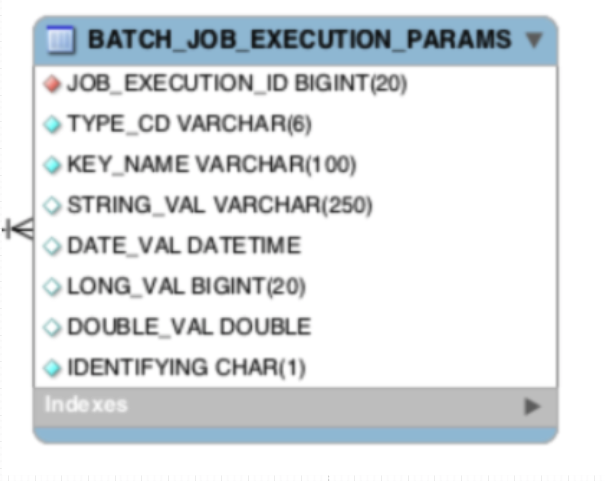 BATCH_JOB_EXECUTION_PARAMS
JOB_EXECUTION_ID BIGINT(20)
TYPE_CD VARCHAR(6)
KEY_NAME VARCHAR(100)
STRING_VAL VARCHAR(250)
DATE_VAL DATETIME
LONG_VAL BIGINT(20)
DOUBLE_VAL DOUBLE
IDENTIFYING CHAR(1)
Indexes